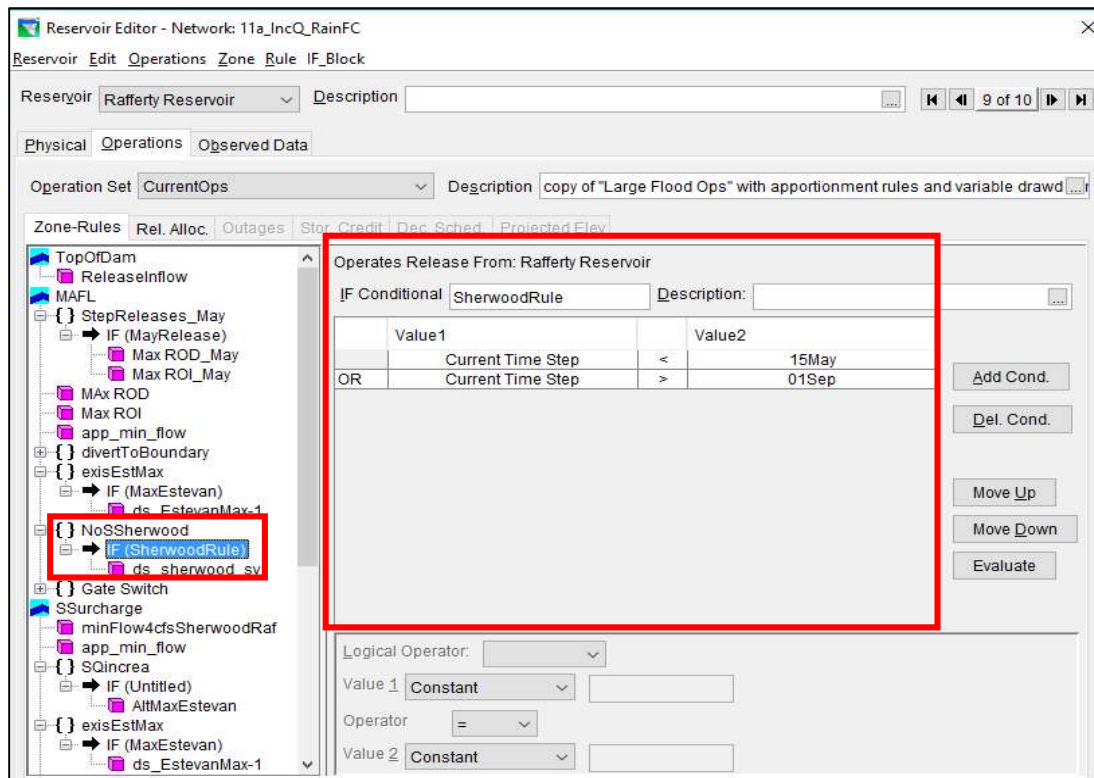 Reservoir Editor - Network: 11a_IncQ_RainFC
Reservoir Edit Operations Zone Rule IF_Block
Reservoir Rafferty Reservoir Description ... 9 of 10
Physical Operations Observed Data
Operation Set CurrentOps Description copy of "Large Flood Ops" with apportionment rules and variable drawd ... r
Zone-Rules Rel. Alloc. Outages Stor. Credit Dec. Sched. Projected Elev
TopOfDam
ReleaseInflow
MAFL
{ } StepReleases_May
IF (MayRelease)
Max ROD_May
Max ROI_May
MAx ROD
Max ROI
app_min_flow
{ } divertToBoundary
{ } exisEstMax
IF (MaxEstevan)
ds_EstevanMax-1
{ } NoSSherwood
IF (SherwoodRule)
ds_sherwood_sv
{ } Gate Switch
SSurcharge
minFlow4cfsSherwoodRaf
app_min_flow
{ } SQincrea
IF (Untitled)
AltMaxEstevan
{ } exisEstMax
IF (MaxEstevan)
ds_EstevanMax-1
Operates Release From: Rafferty Reservoir
IF Conditional SherwoodRule Description: ...
Value1 Value2
Current Time Step < 15May
OR Current Time Step > 01Sep
Add Cond.
Del. Cond.
Move Up
Move Down
Evaluate
Logical Operator:
Value 1 Constant
Operator =
Value 2 Constant